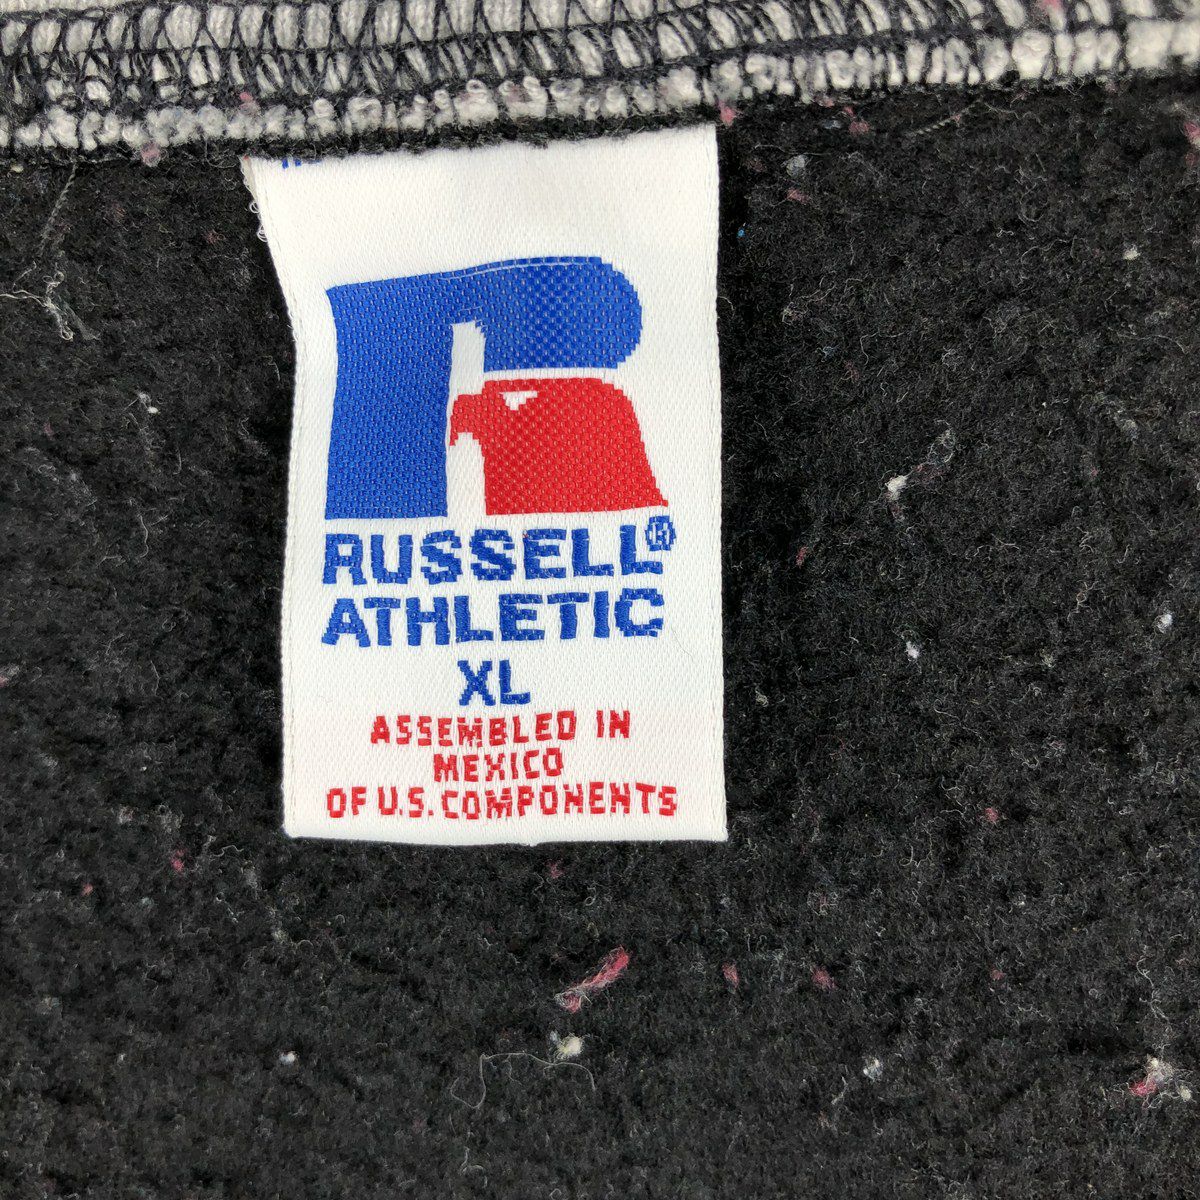 RUSSELL®
ATHLETIC
XL
ASSEMBLED IN
MEXICO
OF U.S. COMPONENTS